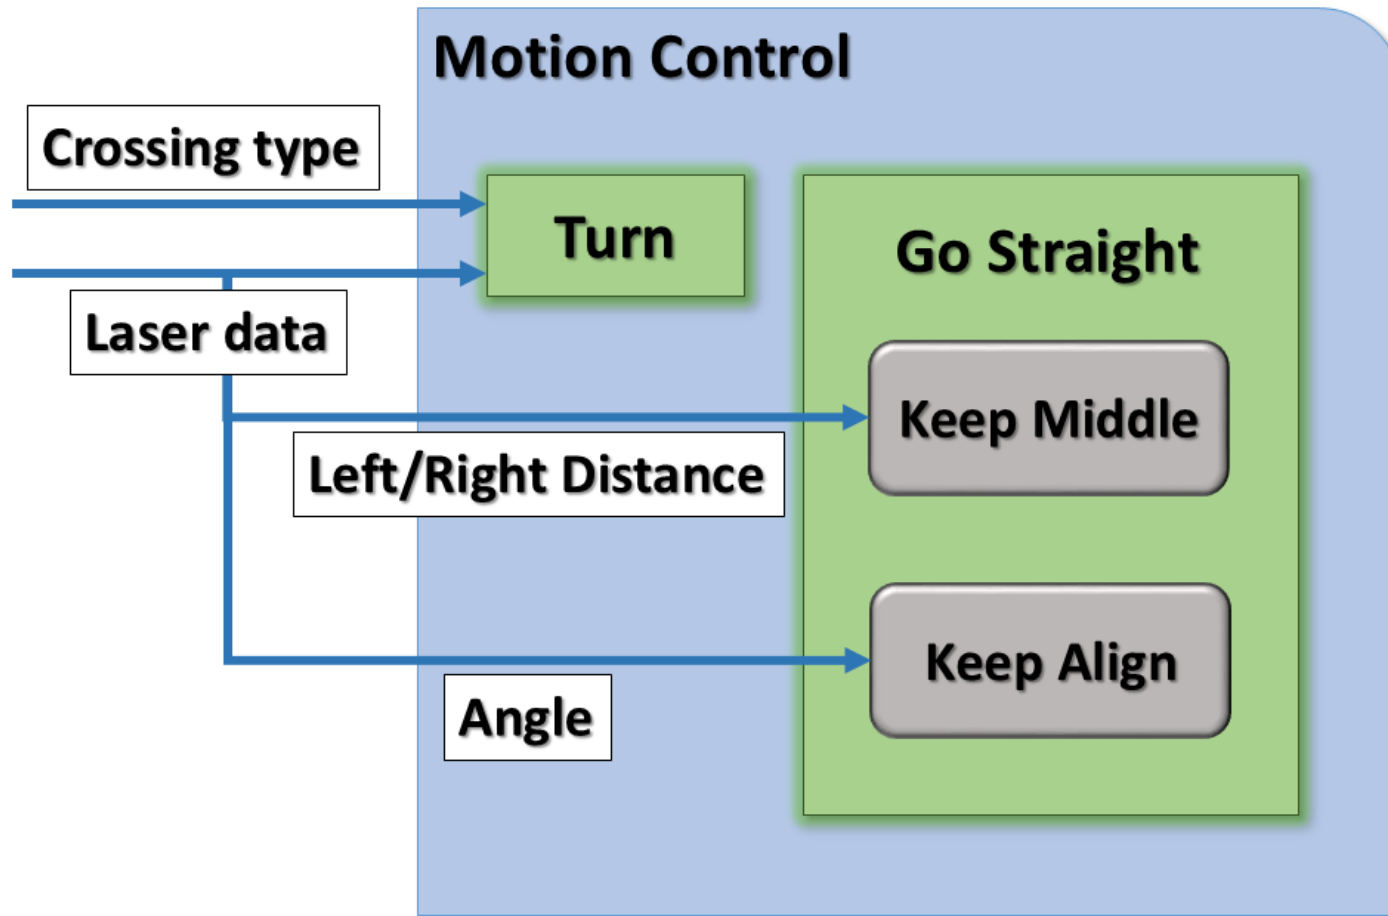 Motion Control
Crossing type
Turn
Go Straight
Laser data
Keep Middle
Left/Right Distance
Keep Align
Angle